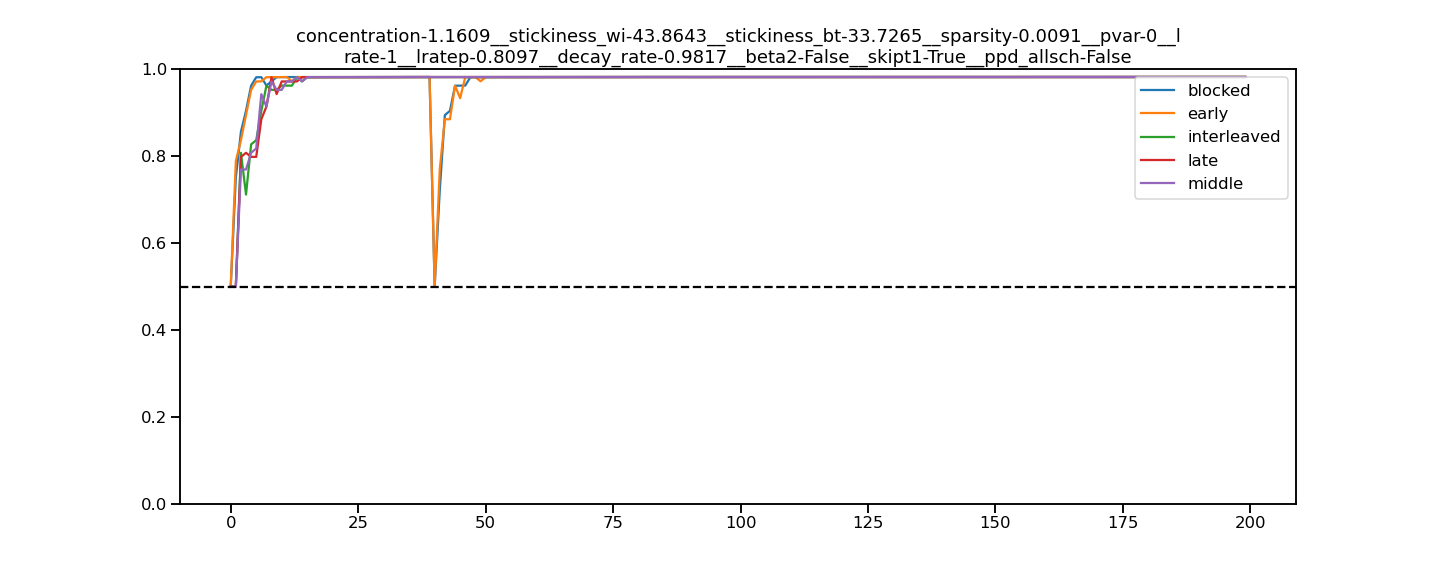 concentration-1.1609__stickiness_wi-43.8643__stickiness_bt-33.7265__sparsity-0.0091__pvar-0__l
rate-1__lratep-0.8097__decay_rate-0.9817__beta2-False__skipt1-True__ppd_allsch-False
1.0
0.8
0.6
0.4
0.2
0.0
blocked
early
interleaved
late
middle
0 25 50 75 100 125 150 175 200